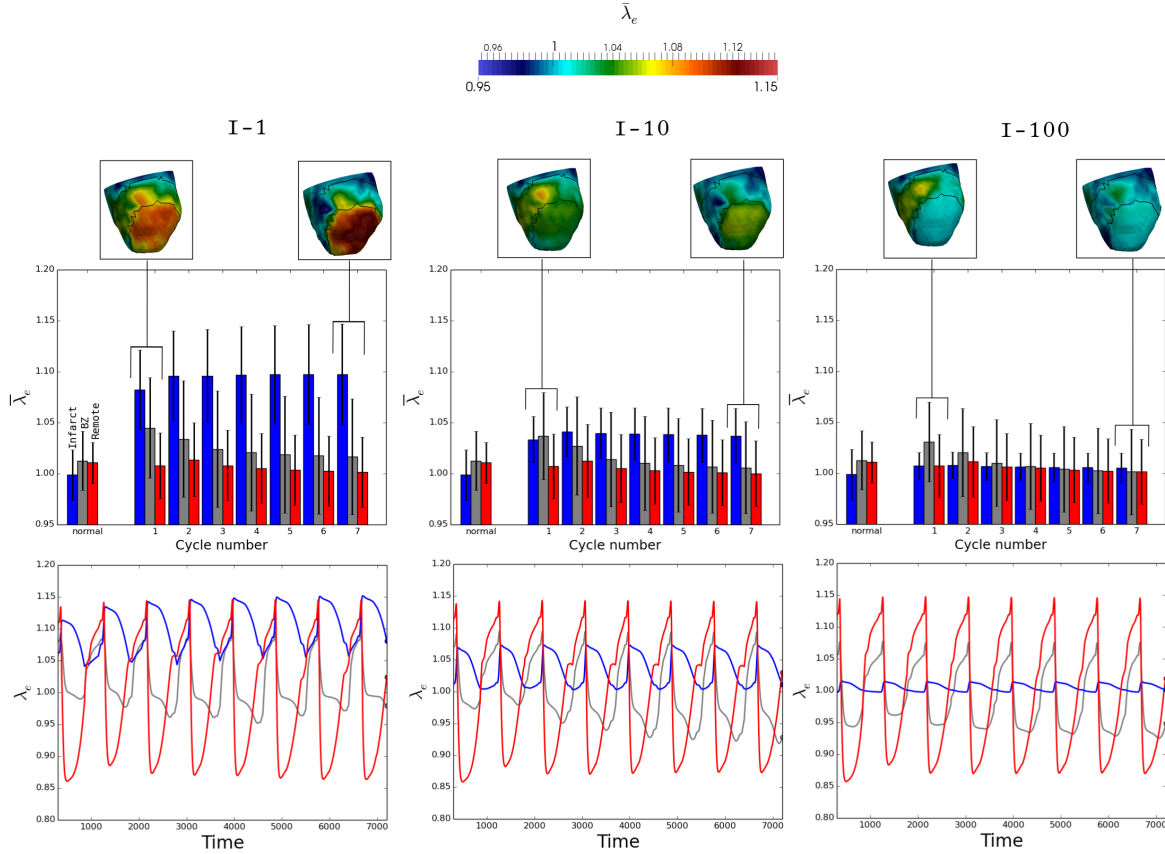 λ̄_e
0.96 1 1.04 1.08 1.12
0.95 1.15
I-1 I-10 I-100
1.20 1.20 1.20
1.15 1.15 1.15
1.10 1.10 1.10
λ̄_e λ̄_e λ̄_e
1.05 1.05 1.05
Infarct
BZ
Remote
1.00 1.00 1.00
0.95 0.95 0.95
normal 1 2 3 4 5 6 7 normal 1 2 3 4 5 6 7 normal 1 2 3 4 5 6 7
Cycle number Cycle number Cycle number
1.20 1.20 1.20
1.15 1.15 1.15
1.10 1.10 1.10
1.05 1.05 1.05
λ_e 1.00 λ_e 1.00 λ_e 1.00
0.95 0.95 0.95
0.90 0.90 0.90
0.85 0.85 0.85
0.80 0.80 0.80
1000 2000 3000 4000 5000 6000 7000 1000 2000 3000 4000 5000 6000 7000 1000 2000 3000 4000 5000 6000 7000
Time Time Time